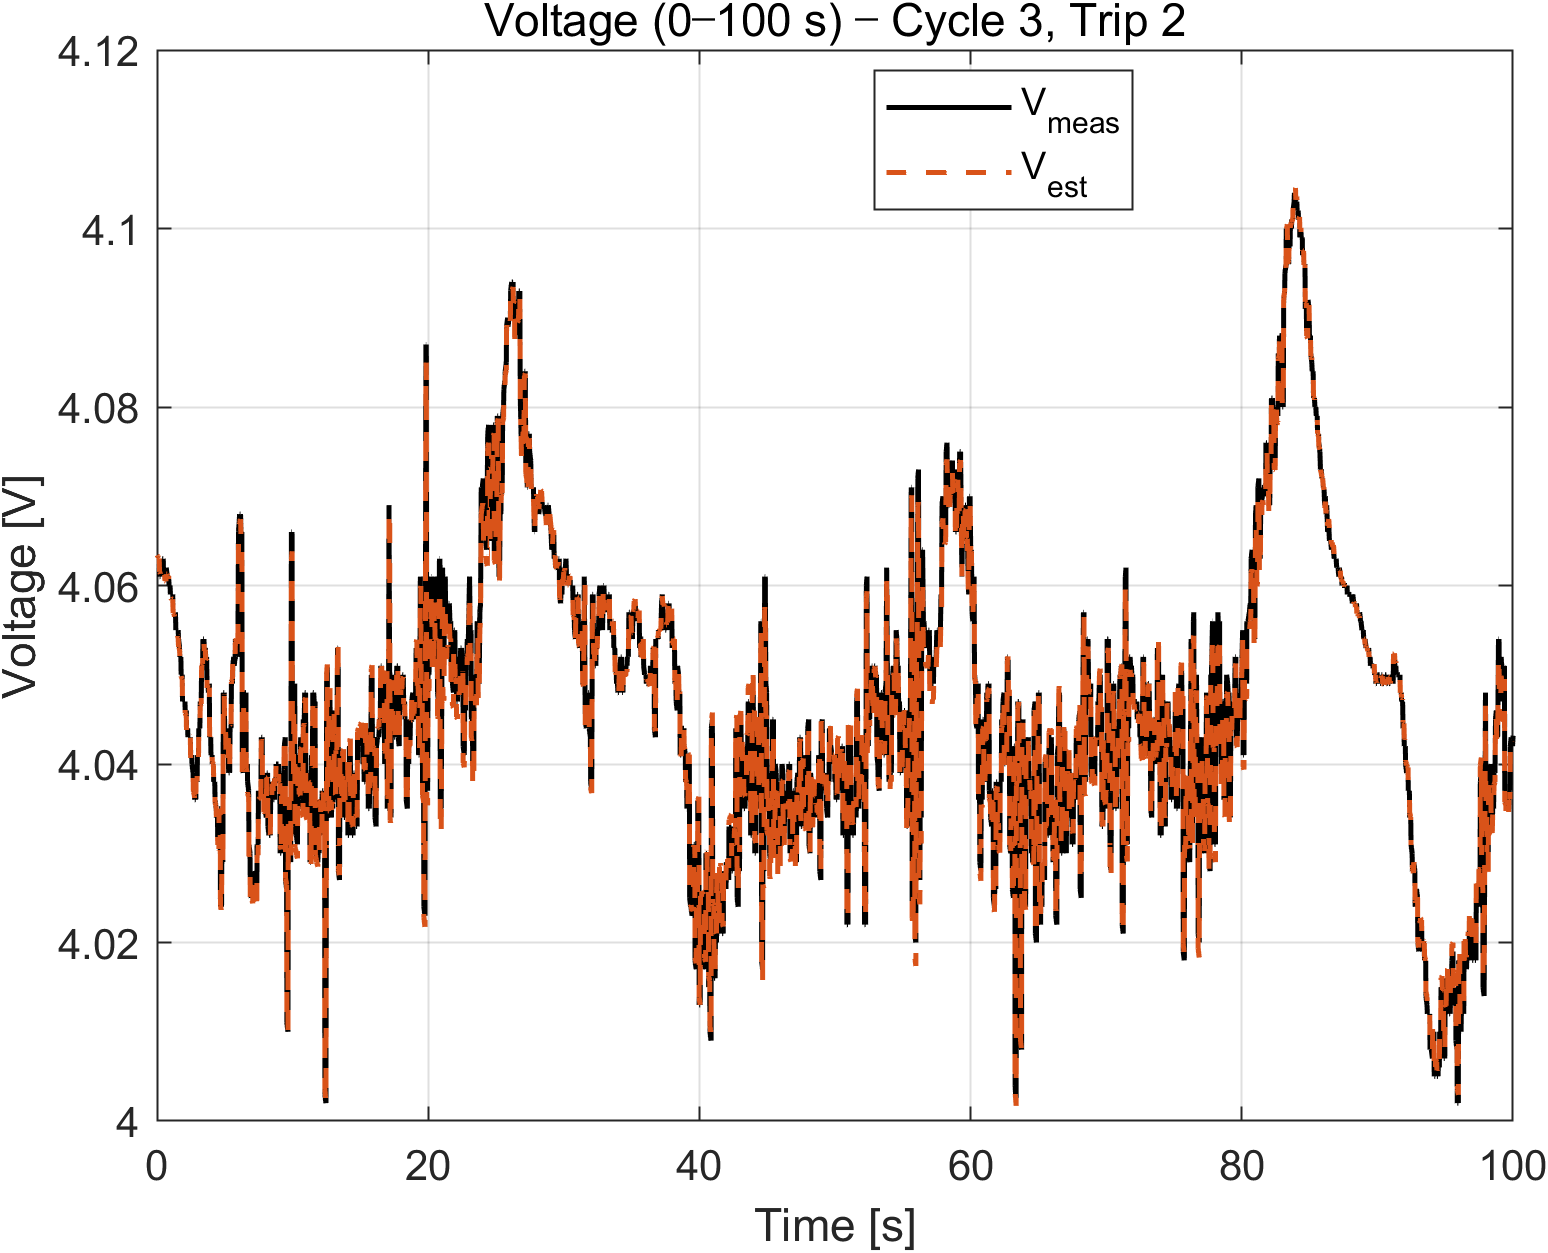 Voltage (0–100 s) – Cycle 3, Trip 2
4.12
4.1
4.08
4.06
4.04
4.02
4
Voltage [V]
V_meas
V_est
0 20 40 60 80 100
Time [s]